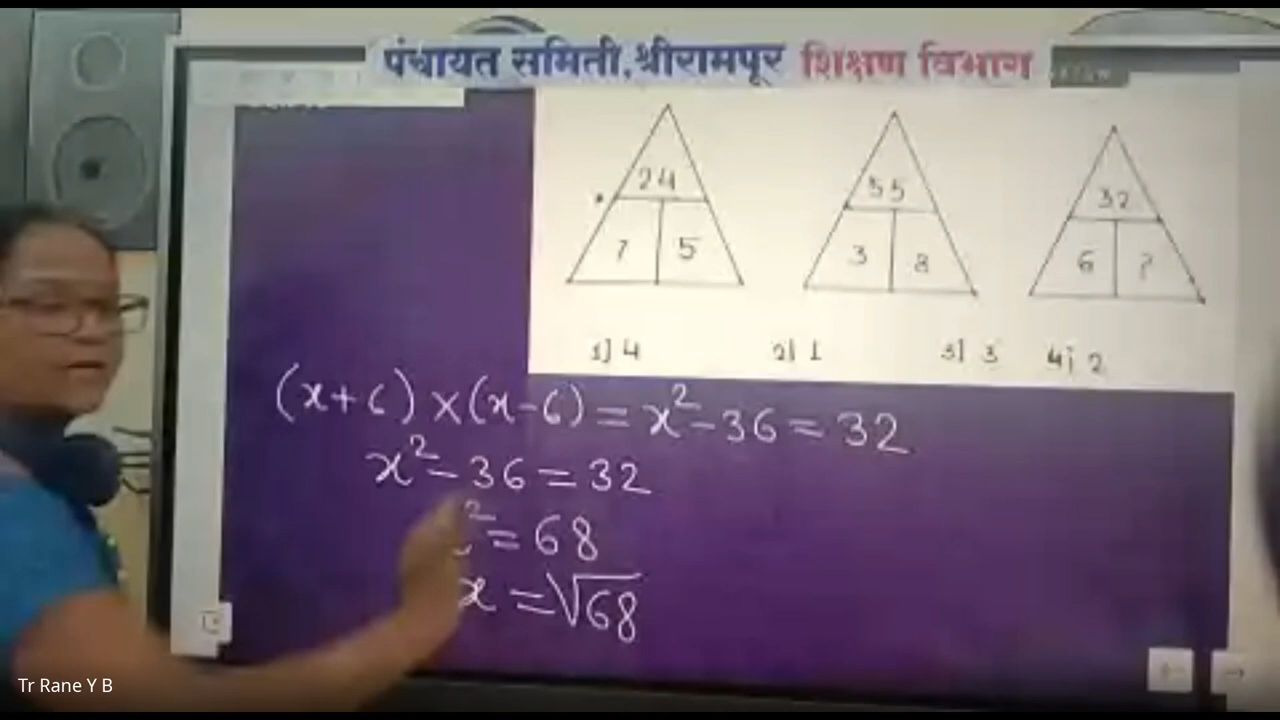 पंचायत समिती,श्रीरामपूर शिक्षण विभाग
24 55 32
7 5 3 8 6 ?
1] 4 2] 1 3] 3 4] 2
(x+6) x (x-6) = x²-36 = 32
x²-36 = 32
² = 68
x = √68
Tr Rane Y B